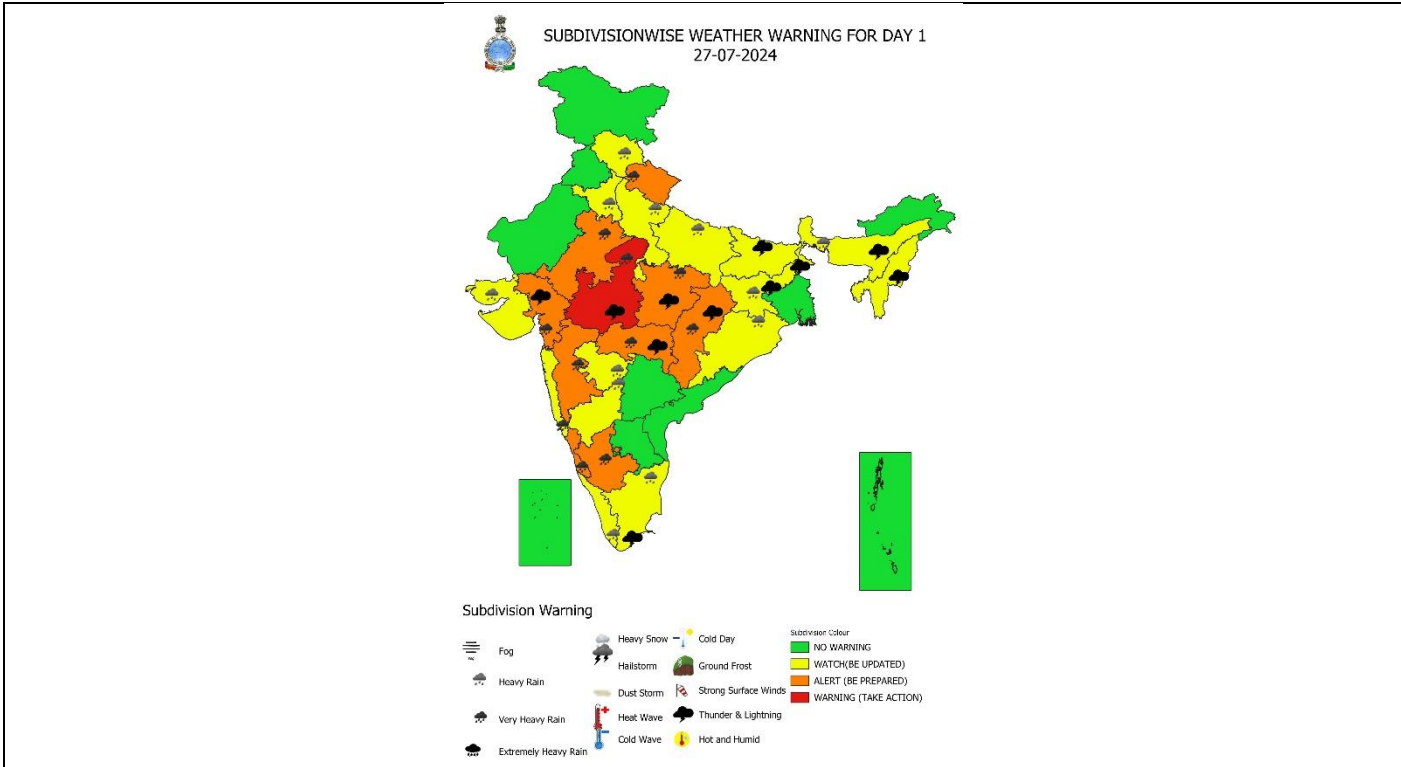 SUBDIVISIONWISE WEATHER WARNING FOR DAY 1
27-07-2024
Subdivision Warning
Fog
Heavy Rain
Very Heavy Rain
Extremely Heavy Rain
Heavy Snow
Hailstorm
Dust Storm
Heat Wave
Cold Wave
Cold Day
Ground Frost
Strong Surface Winds
Thunder & Lightning
Hot and Humid
Subdivision Colour
NO WARNING
WATCH(BE UPDATED)
ALERT (BE PREPARED)
WARNING (TAKE ACTION)